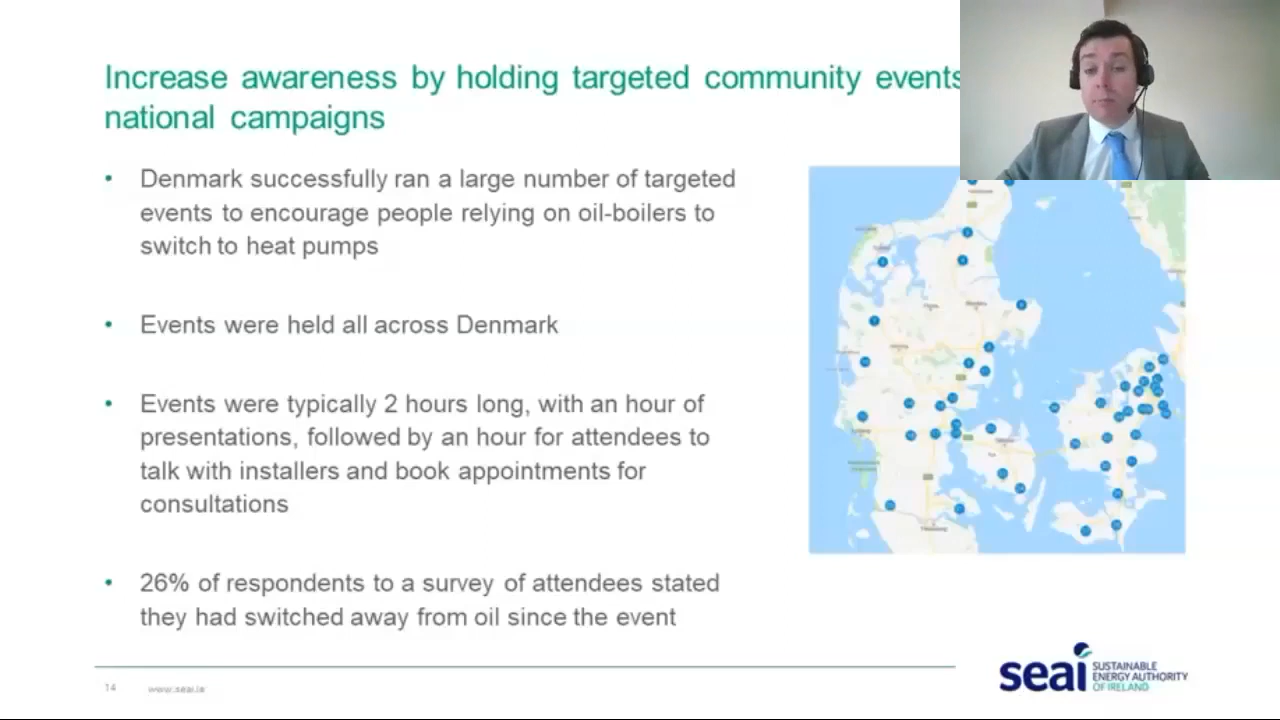 Increase awareness by holding targeted community events
national campaigns
• Denmark successfully ran a large number of targeted
events to encourage people relying on oil-boilers to
switch to heat pumps
• Events were held all across Denmark
• Events were typically 2 hours long, with an hour of
presentations, followed by an hour for attendees to
talk with installers and book appointments for
consultations
• 26% of respondents to a survey of attendees stated
they had switched away from oil since the event
14
www.seai.ie
seai
SUSTAINABLE
ENERGY AUTHORITY
OF IRELAND